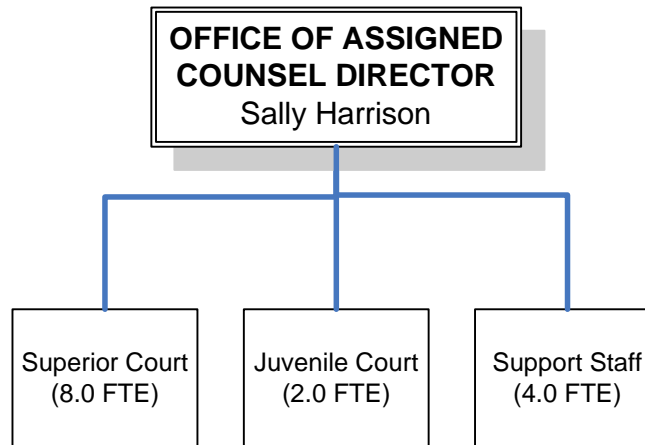 OFFICE OF ASSIGNED
COUNSEL DIRECTOR
Sally Harrison
Superior Court
(8.0 FTE)
Juvenile Court
(2.0 FTE)
Support Staff
(4.0 FTE)